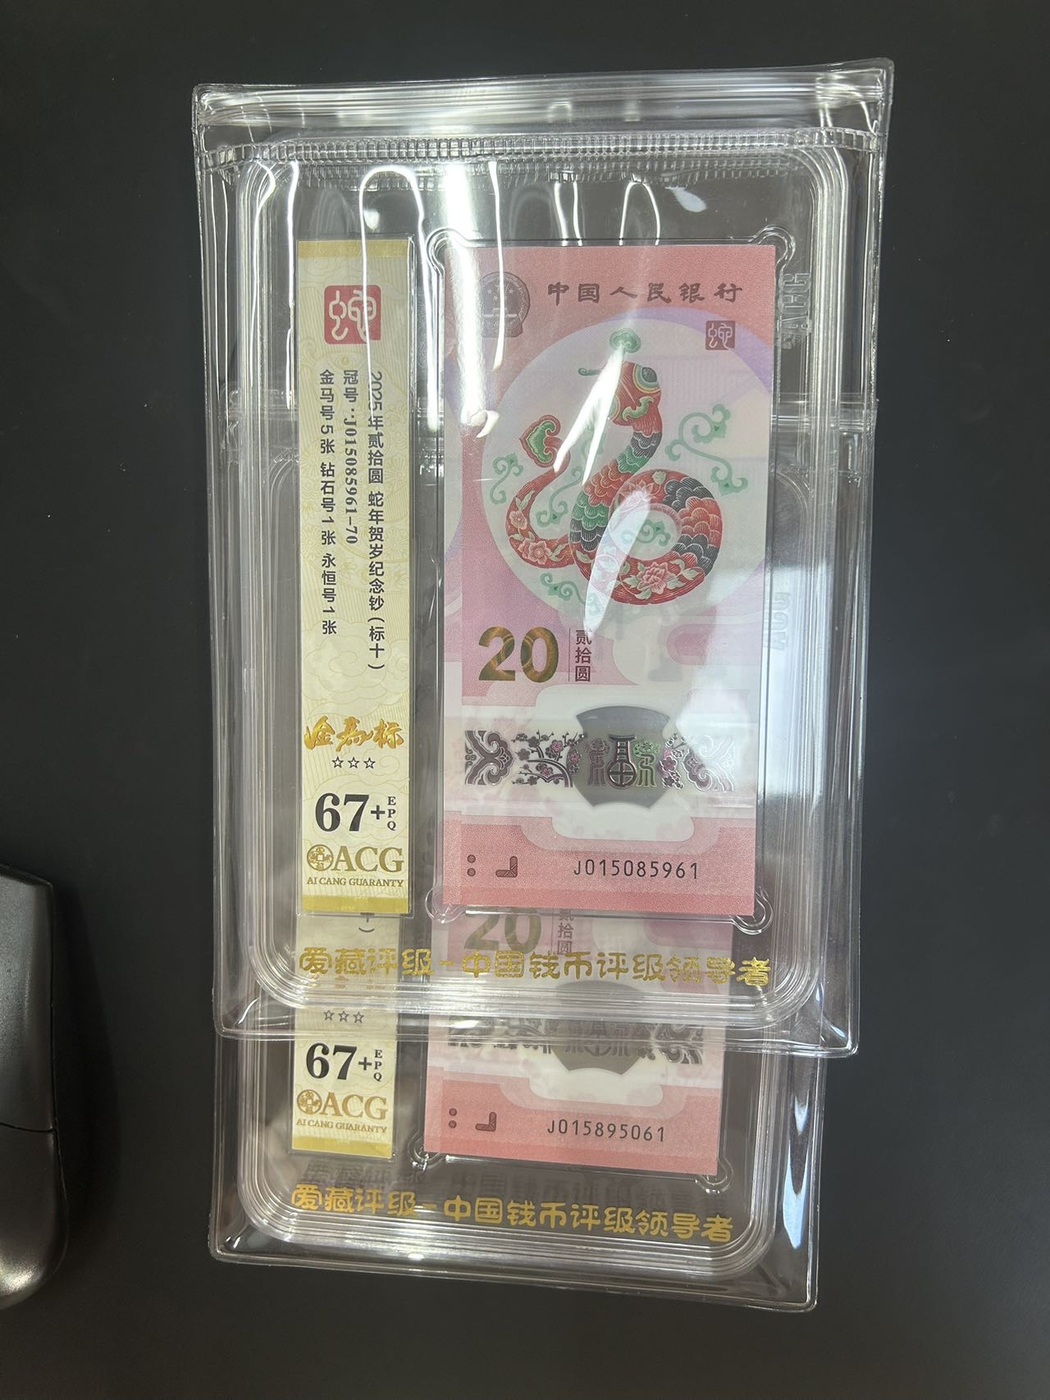 2025年贰拾圆 蛇年贺岁纪念钞(标十)
冠号:J015085961-70
金马号5张 钻石号1张 永恒号1张
金马标
☆☆☆
67+
EPQ
ACG
AI CANG GUARANTY
中国人民银行
20
贰拾圆
福
J015085961
爱藏评级-中国钱币评级领导者
20
贰拾圆
☆☆☆
67+
EPQ
ACG
AI CANG GUARANTY
J015895061
爱藏评级-中国钱币评级领导者